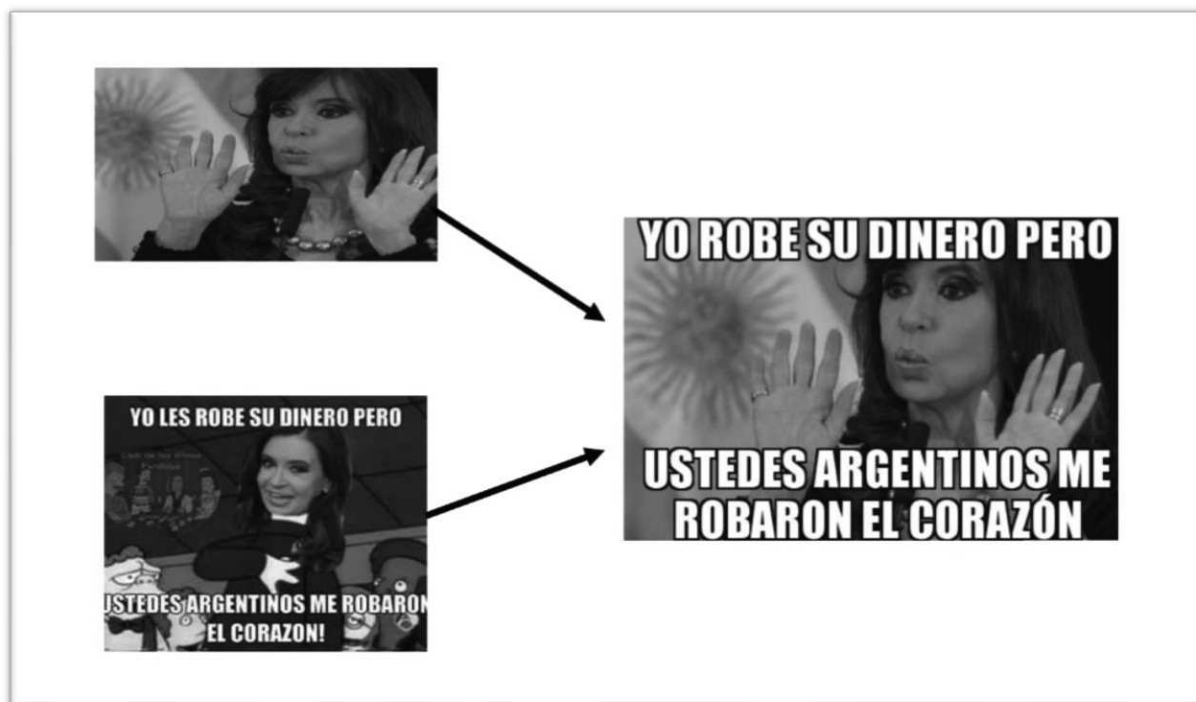 YO LES ROBE SU DINERO PERO
USTEDES ARGENTINOS ME ROBARON
EL CORAZON!
YO ROBE SU DINERO PERO
USTEDES ARGENTINOS ME
ROBARON EL CORAZÓN